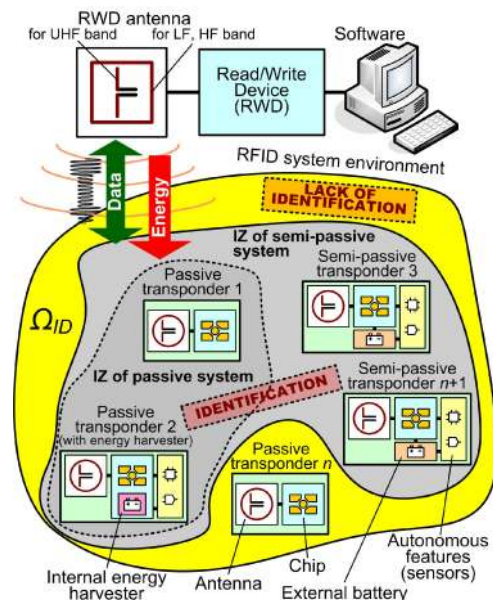 RWD antenna
for UHF band
for LF, HF band
Read/Write
Device
(RWD)
Software
RFID system environment
Data
Energy
LACK OF
IDENTIFICATION
IZ of semi-passive
system
Passive
transponder 1
Semi-passive
transponder 3
Ω_ID
IZ of passive system
IDENTIFICATION
Semi-passive
transponder n+1
Passive
transponder 2
(with energy harvester)
Passive
transponder n
Internal energy
harvester
Antenna
Chip
External battery
Autonomous
features
(sensors)